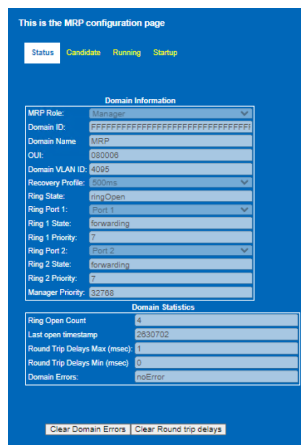 This is the MRP configuration page
Status Candidate Running Startup
Domain Information
MRP Role: Manager
Domain ID: FFFFFFFFFFFFFFFFFFFFFFFFFFFFFFF
Domain Name MRP
OUI: 080006
Domain VLAN ID: 4095
Recovery Profile: 500ms
Ring State: ringOpen
Ring Port 1: Port 1
Ring 1 State: forwarding
Ring 1 Priority: 7
Ring Port 2: Port 2
Ring 2 State: forwarding
Ring 2 Priority: 7
Manager Priority: 32768
Domain Statistics
Ring Open Count 4
Last open timestamp 2630702
Round Trip Delays Max (msec): 1
Round Trip Delays Min (msec) 0
Domain Errors: noError
Clear Domain Errors Clear Round trip delays